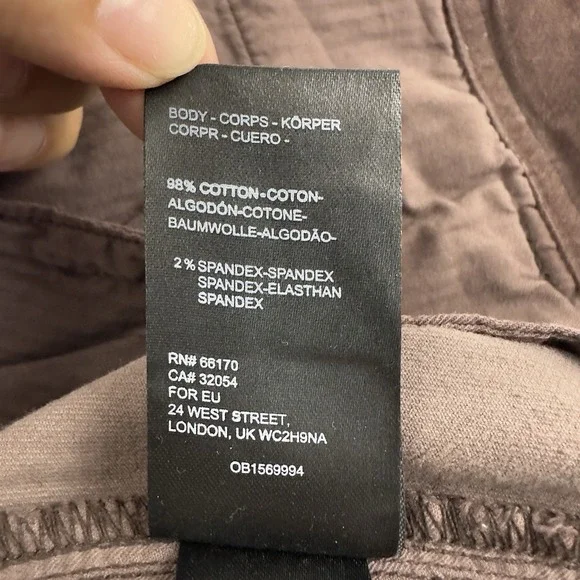 BODY - CORPS - KÖRPER
CORPR - CUERO -
98% COTTON-COTON-
ALGODÓN-COTONE-
BAUMWOLLE-ALGODÃO-
2% SPANDEX-SPANDEX
SPANDEX-ELASTHAN
SPANDEX
RN# 66170
CA# 32054
FOR EU
24 WEST STREET,
LONDON, UK WC2H9NA
OB1569994